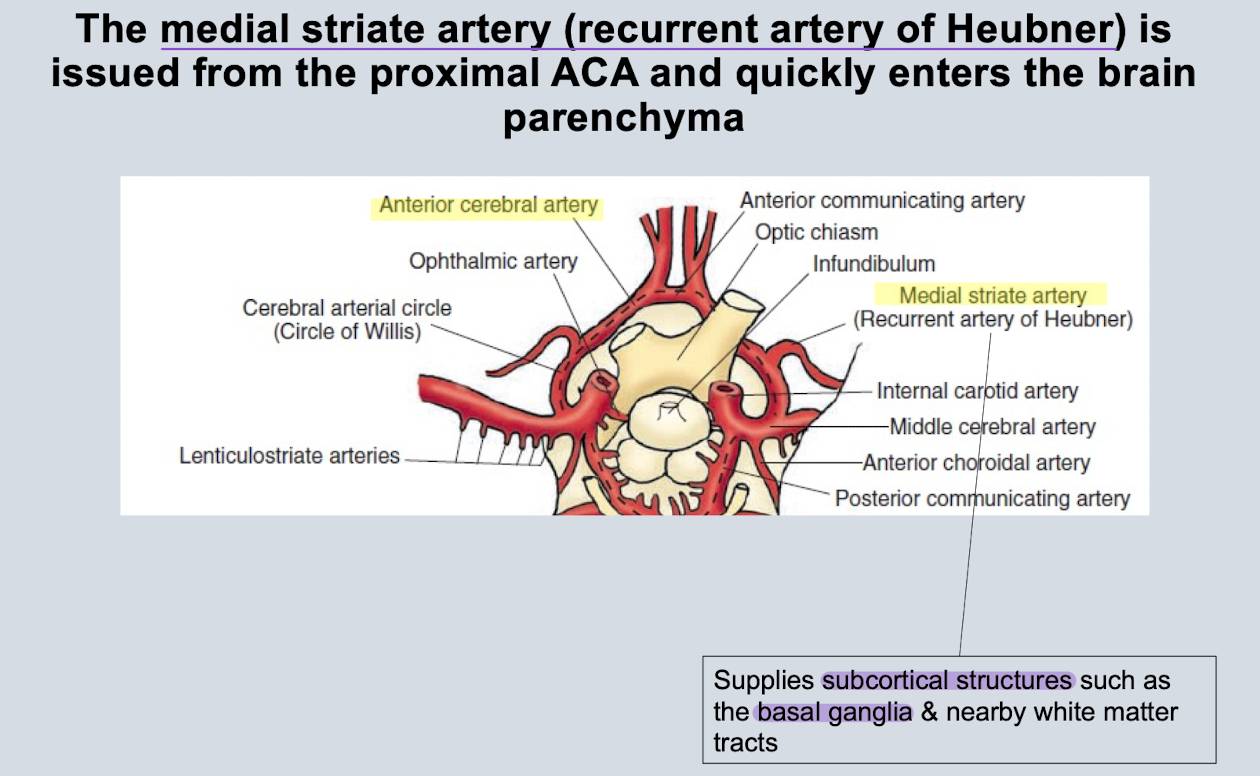 The medial striate artery (recurrent artery of Heubner) is
issued from the proximal ACA and quickly enters the brain
parenchyma
Anterior cerebral artery
Anterior communicating artery
Optic chiasm
Ophthalmic artery
Infundibulum
Medial striate artery
(Recurrent artery of Heubner)
Cerebral arterial circle
(Circle of Willis)
Internal carotid artery
Middle cerebral artery
Lenticulostriate arteries
Anterior choroidal artery
Posterior communicating artery
Supplies subcortical structures such as
the basal ganglia & nearby white matter
tracts